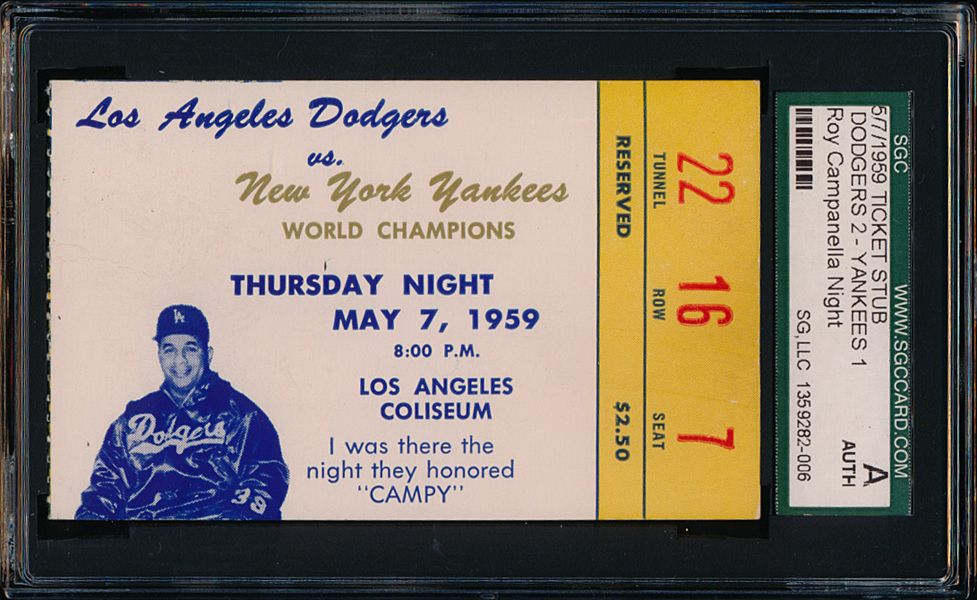 Los Angeles Dodgers
vs.
New York Yankees
WORLD CHAMPIONS
THURSDAY NIGHT
MAY 7, 1959
8:00 P.M.
LOS ANGELES
COLISEUM
I was there the
night they honored
"CAMPY"
LA
Dodgers
39
RESERVED
$2.50
TUNNEL
ROW
SEAT
22
16
7
SGC
WWW.SGCCARD.COM
5/7/1959 TICKET STUB
DODGERS 2 - YANKEES 1
Roy Campanella Night
A
AUTH
SG,LLC 1359282-006